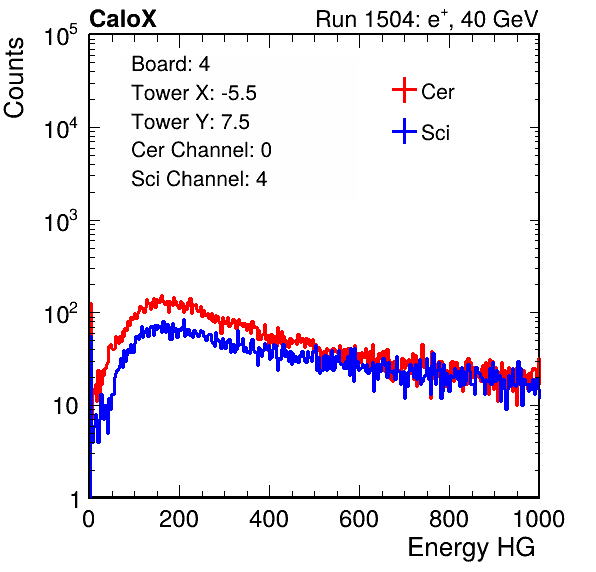 CaloX Run 1504: e⁺, 40 GeV
Counts
Board: 4
Tower X: -5.5
Tower Y: 7.5
Cer Channel: 0
Sci Channel: 4
Cer
Sci
10⁵
10⁴
10³
10²
10
1
0 200 400 600 800 1000
Energy HG